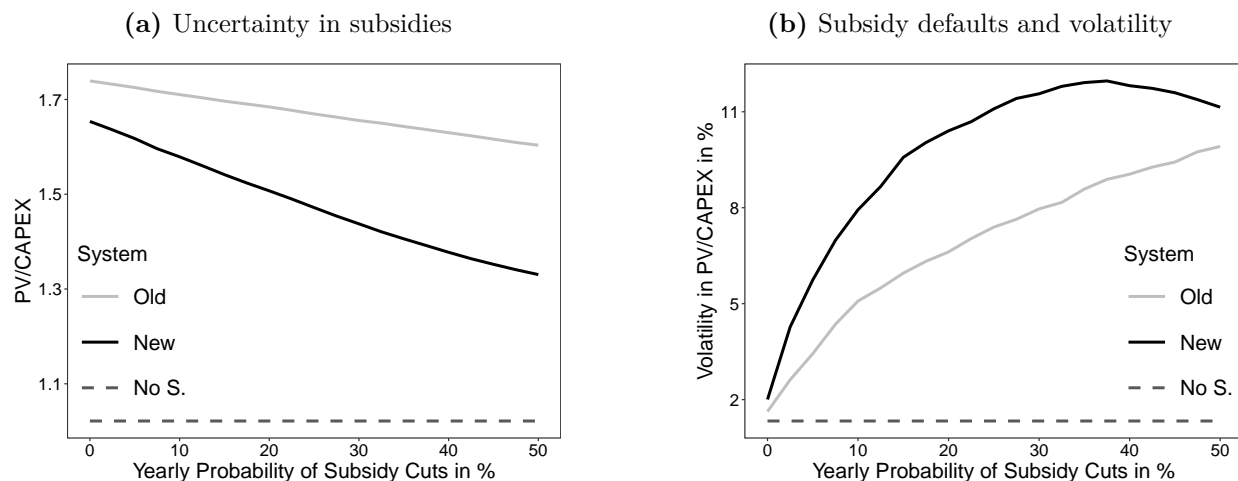 (a) Uncertainty in subsidies
PV/CAPEX
1.7
1.5
1.3
1.1
System
Old
New
No S.
0 10 20 30 40 50
Yearly Probability of Subsidy Cuts in %
(b) Subsidy defaults and volatility
Volatility in PV/CAPEX in %
11
8
5
2
System
Old
New
No S.
0 10 20 30 40 50
Yearly Probability of Subsidy Cuts in %